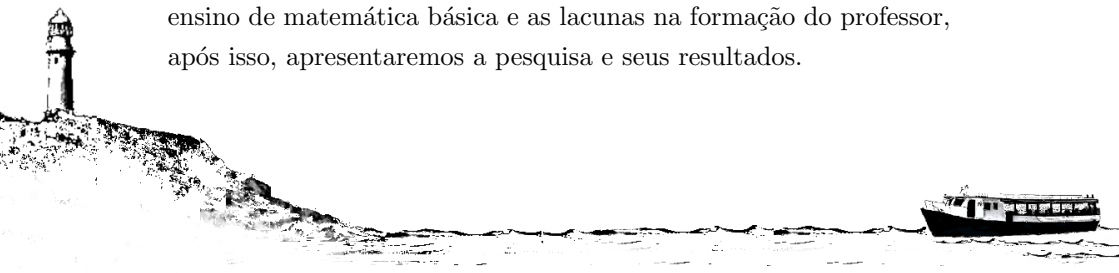 ensino de matemática básica e as lacunas na formação do professor,
após isso, apresentaremos a pesquisa e seus resultados.